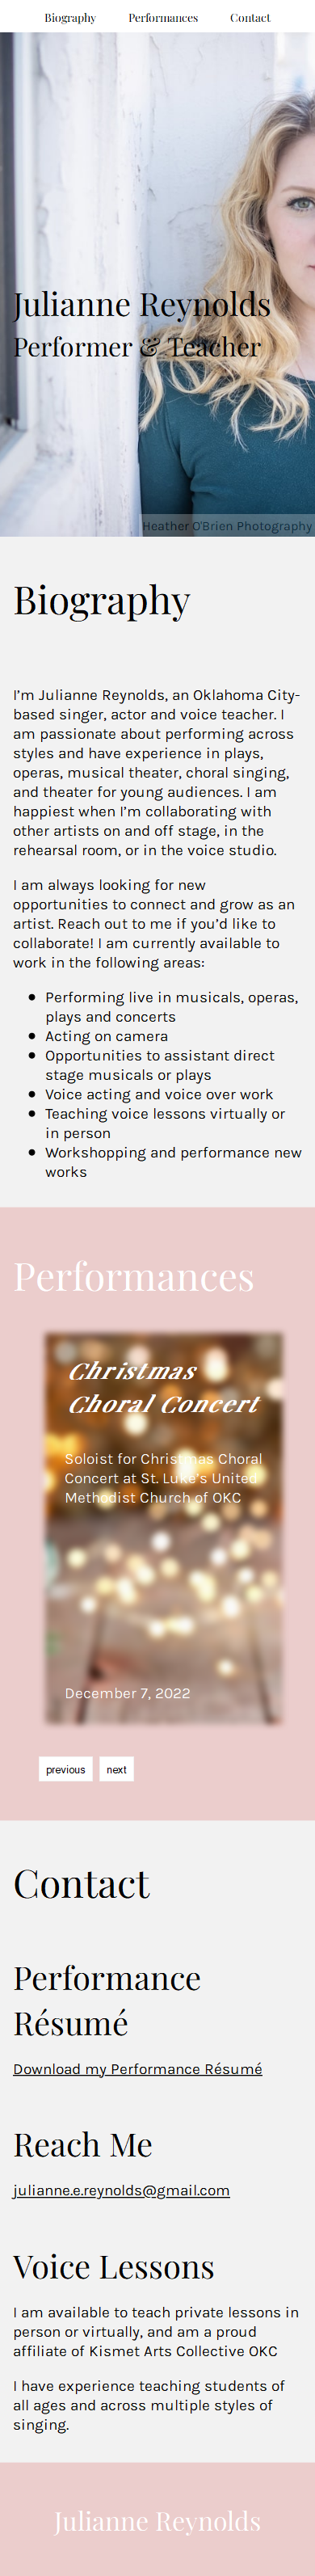 Biography Performances Contact
Julianne Reynolds
Performer & Teacher
Heather O'Brien Photography
Biography
I’m Julianne Reynolds, an Oklahoma City-
based singer, actor and voice teacher. I
am passionate about performing across
styles and have experience in plays,
operas, musical theater, choral singing,
and theater for young audiences. I am
happiest when I’m collaborating with
other artists on and off stage, in the
rehearsal room, or in the voice studio.
I am always looking for new
opportunities to connect and grow as an
artist. Reach out to me if you’d like to
collaborate! I am currently available to
work in the following areas:
• Performing live in musicals, operas,
plays and concerts
• Acting on camera
• Opportunities to assistant direct
stage musicals or plays
• Voice acting and voice over work
• Teaching voice lessons virtually or
in person
• Workshopping and performance new
works
Performances
Christmas
Choral Concert
Soloist for Christmas Choral
Concert at St. Luke's United
Methodist Church of OKC
December 7, 2022
previous next
Contact
Performance
Résumé
Download my Performance Résumé
Reach Me
julianne.e.reynolds@gmail.com
Voice Lessons
I am available to teach private lessons in
person or virtually, and am a proud
affiliate of Kismet Arts Collective OKC
I have experience teaching students of
all ages and across multiple styles of
singing.
Julianne Reynolds